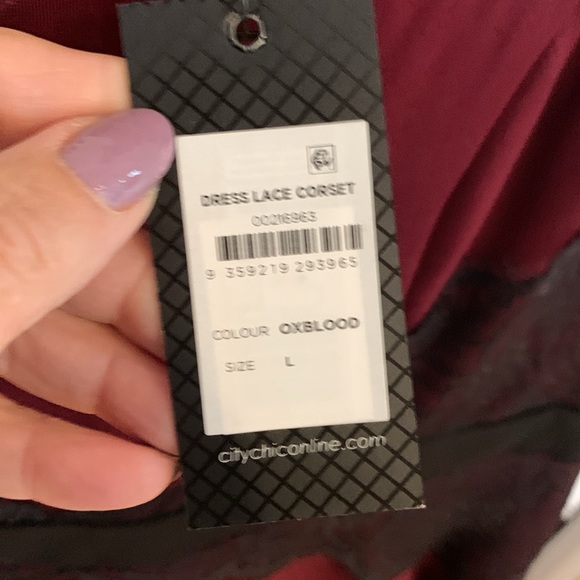 DRESS LACE CORSET
00216963
9 359219 293965
COLOUR OXBLOOD
SIZE L
citychiconline.com